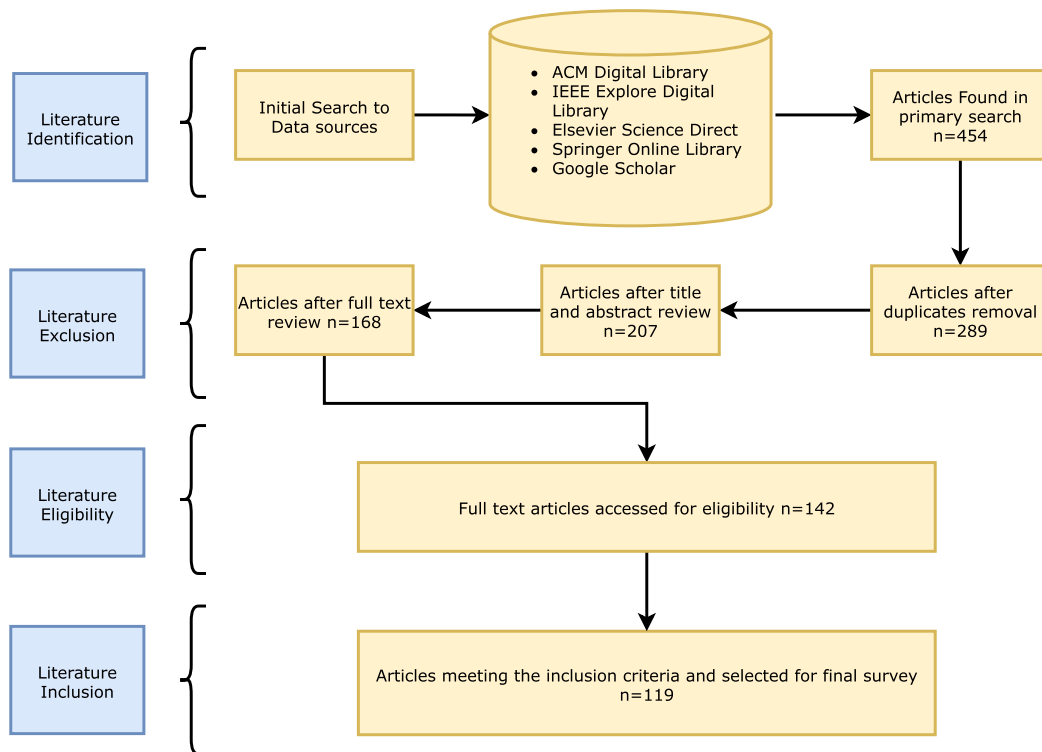 Literature
Identification
Initial Search to
Data sources
• ACM Digital Library
• IEEE Explore Digital
Library
• Elsevier Science Direct
• Springer Online Library
• Google Scholar
Articles Found in
primary search
n=454
Literature
Exclusion
Articles after full text
review n=168
Articles after title
and abstract review
n=207
Articles after
duplicates removal
n=289
Literature
Eligibility
Full text articles accessed for eligibility n=142
Literature
Inclusion
Articles meeting the inclusion criteria and selected for final survey
n=119